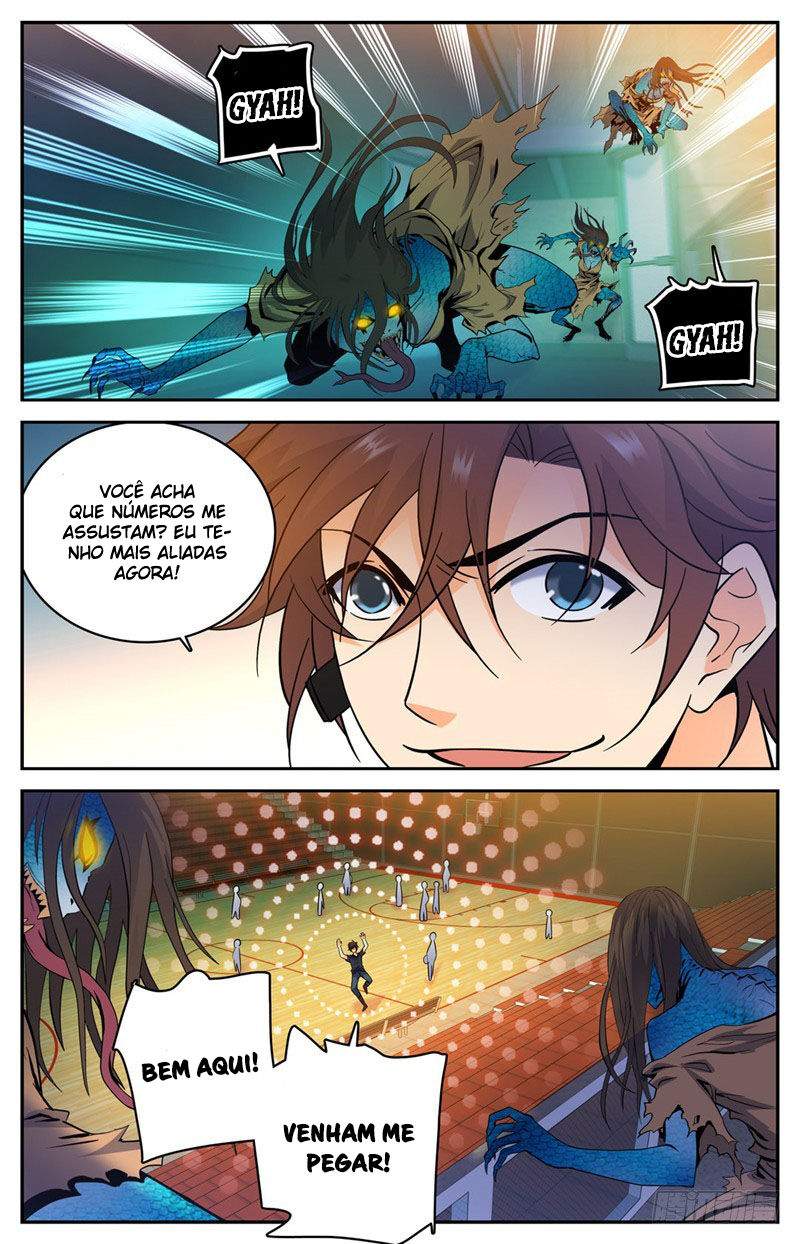 GYAH!
GYAH!
VOCÊ ACHA
QUE NÚMEROS ME
ASSUSTAM? EU TE-
NHO MAIS ALIADAS
AGORA!
BEM AQUI!
VENHAM ME
PEGAR!